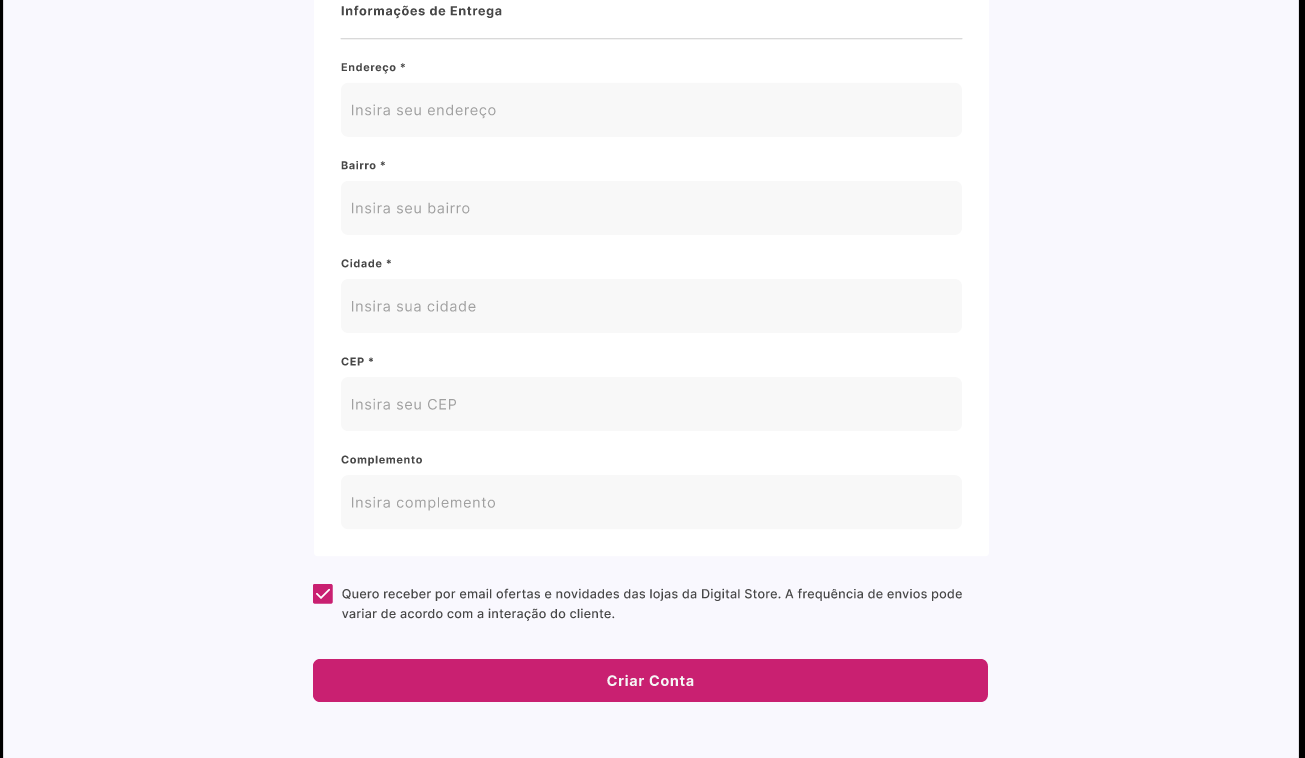 Informações de Entrega
Endereço *
Insira seu endereço
Bairro *
Insira seu bairro
Cidade *
Insira sua cidade
CEP *
Insira seu CEP
Complemento
Insira complemento
Quero receber por email ofertas e novidades das lojas da Digital Store. A frequência de envios pode
variar de acordo com a interação do cliente.
Criar Conta